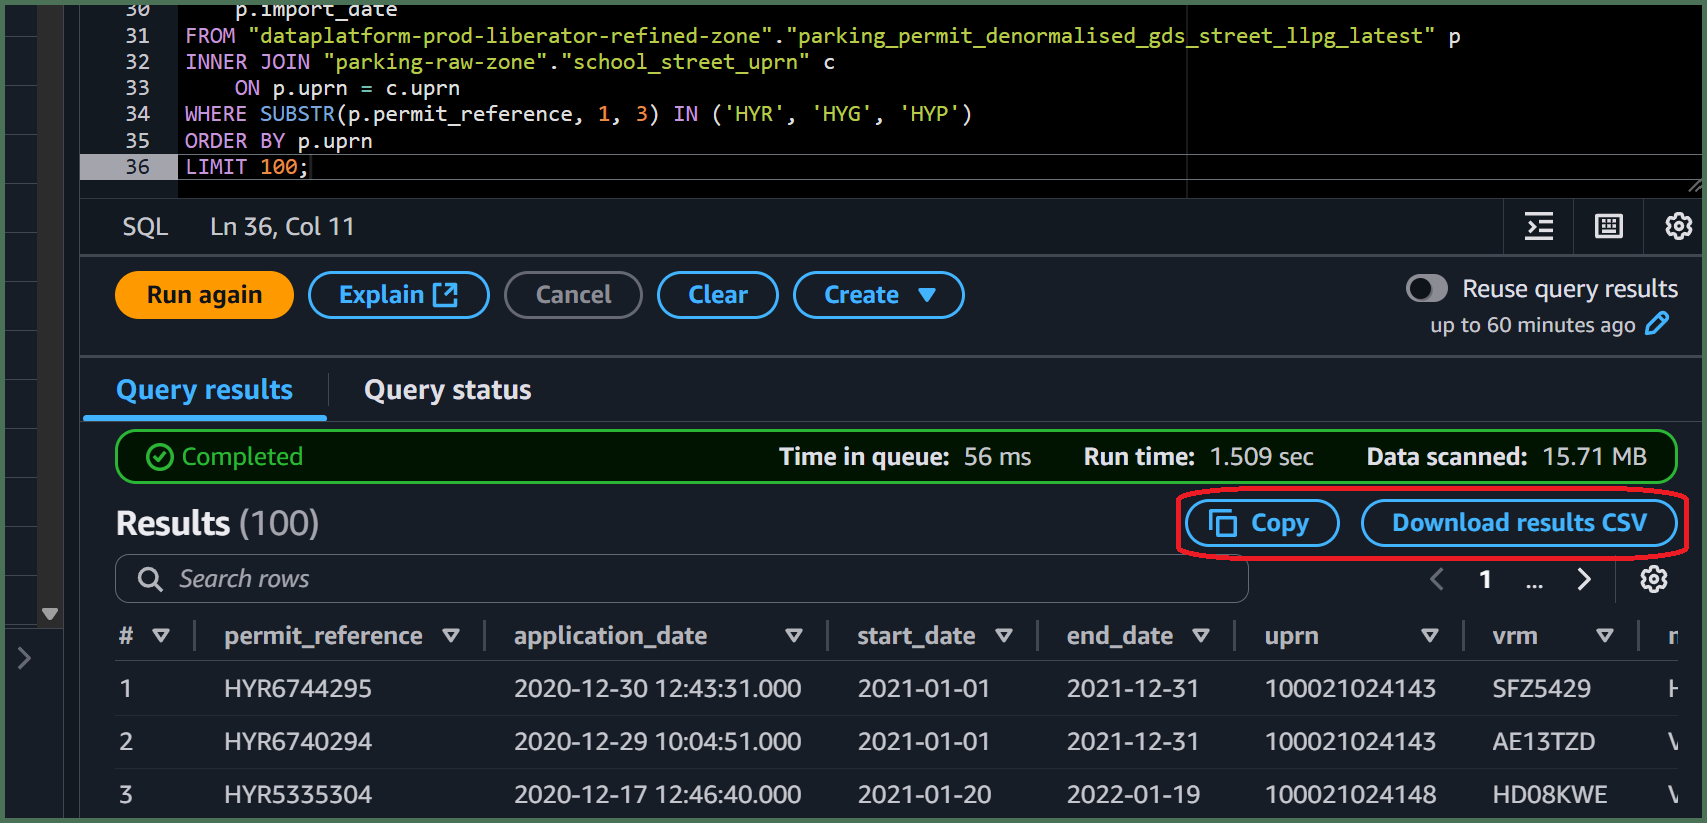 30 p.import_date
31 FROM "dataplatform-prod-liberator-refined-zone"."parking_permit_denormalised_gds_street_llpg_latest" p
32 INNER JOIN "parking-raw-zone"."school_street_uprn" c
33 ON p.uprn = c.uprn
34 WHERE SUBSTR(p.permit_reference, 1, 3) IN ('HYR', 'HYG', 'HYP')
35 ORDER BY p.uprn
36 LIMIT 100;
SQL Ln 36, Col 11
Run again Explain Cancel Clear Create Reuse query results
up to 60 minutes ago
Query results Query status
Completed Time in queue: 56 ms Run time: 1.509 sec Data scanned: 15.71 MB
Results (100) Copy Download results CSV
Search rows 1 ...
# permit_reference application_date start_date end_date uprn vrm
1 HYR6744295 2020-12-30 12:43:31.000 2021-01-01 2021-12-31 100021024143 SFZ5429
2 HYR6740294 2020-12-29 10:04:51.000 2021-01-01 2021-12-31 100021024143 AE13TZD
3 HYR5335304 2020-12-17 12:46:40.000 2021-01-20 2022-01-19 100021024148 HD08KWE